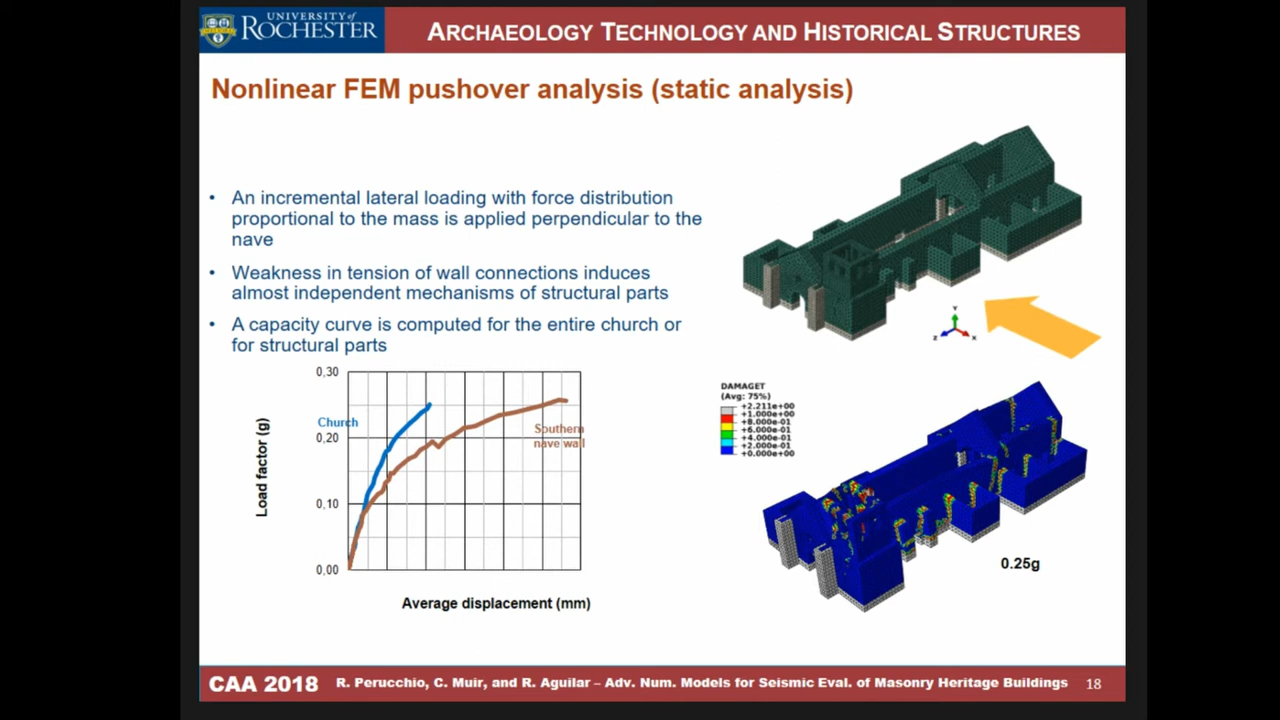 UNIVERSITY of
ROCHESTER
ARCHAEOLOGY TECHNOLOGY AND HISTORICAL STRUCTURES
Nonlinear FEM pushover analysis (static analysis)
• An incremental lateral loading with force distribution
proportional to the mass is applied perpendicular to the
nave
• Weakness in tension of wall connections induces
almost independent mechanisms of structural parts
• A capacity curve is computed for the entire church or
for structural parts
0,30
0,20
0,10
0,00
Load factor (g)
Church
Southern
nave wall
Average displacement (mm)
Y
Z
X
DAMAGET
(Avg: 75%)
+2.211e+00
+1.000e+00
+8.000e-01
+6.000e-01
+4.000e-01
+2.000e-01
+0.000e+00
0.25g
CAA 2018
R. Perucchio, C. Muir, and R. Aguilar – Adv. Num. Models for Seismic Eval. of Masonry Heritage Buildings
18